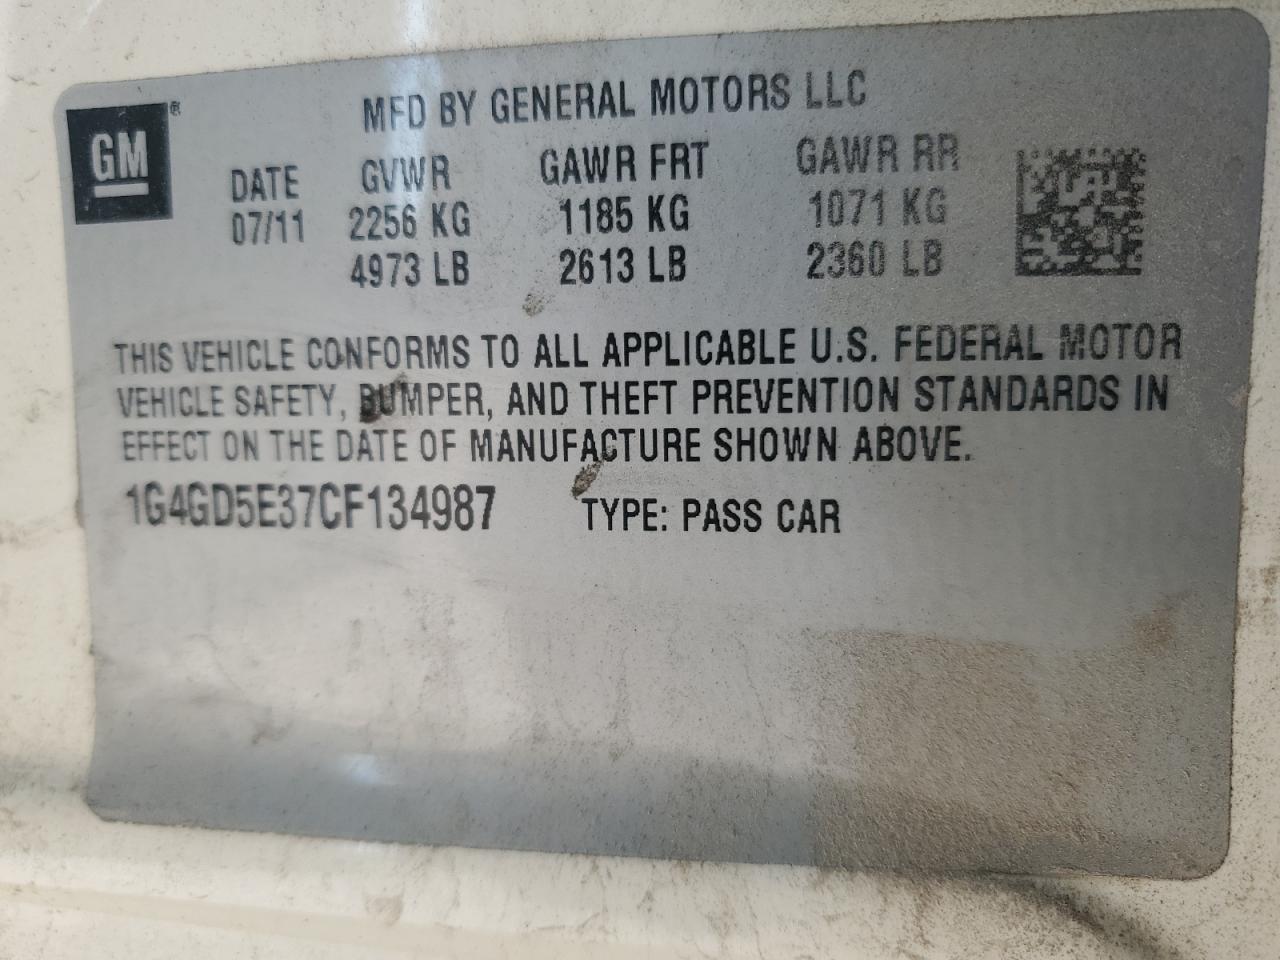 GM ®
MFD BY GENERAL MOTORS LLC
DATE GVWR GAWR FRT GAWR RR
07/11 2256 KG 1185 KG 1071 KG
4973 LB 2613 LB 2360 LB
THIS VEHICLE CONFORMS TO ALL APPLICABLE U.S. FEDERAL MOTOR
VEHICLE SAFETY, BUMPER, AND THEFT PREVENTION STANDARDS IN
EFFECT ON THE DATE OF MANUFACTURE SHOWN ABOVE.
1G4GD5E37CF134987 TYPE: PASS CAR